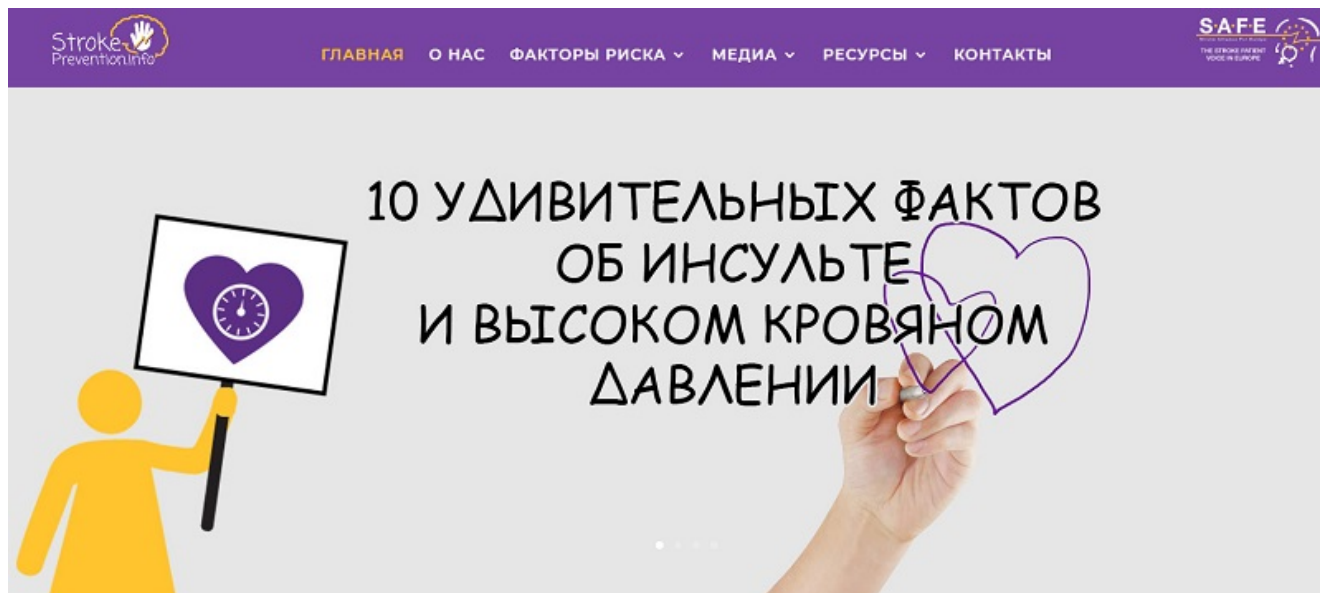 Stroke
Prevention.Info
ГЛАВНАЯ О НАС ФАКТОРЫ РИСКА МЕДИА РЕСУРСЫ КОНТАКТЫ
S·A·F·E
THE STROKE PATIENT
VOICE IN EUROPE
10 УДИВИТЕЛЬНЫХ ФАКТОВ
ОБ ИНСУЛЬТЕ
И ВЫСОКОМ КРОВЯНОМ
ДАВЛЕНИИ